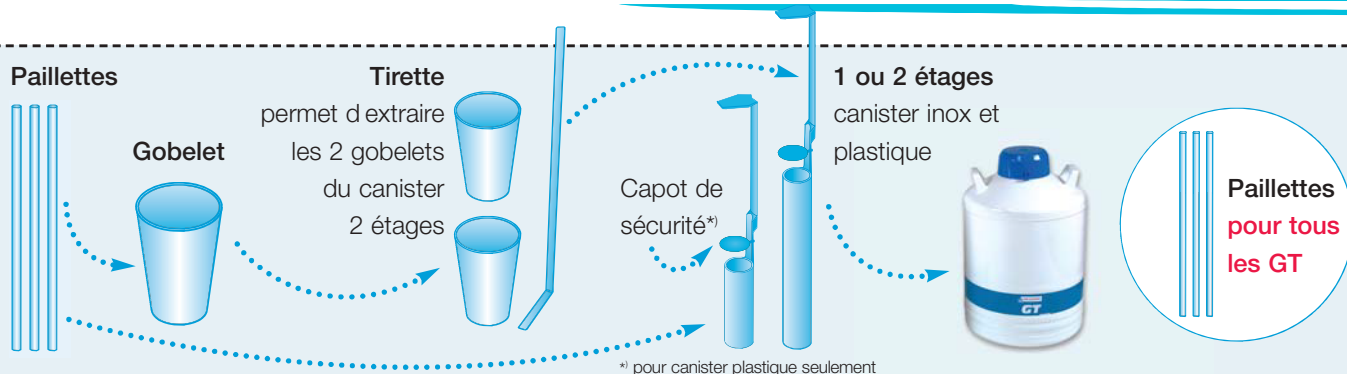 Paillettes
Gobelet
Tirette
permet d extraire
les 2 gobelets
du canister
2 étages
Capot de
sécurité*)
1 ou 2 étages
canister inox et
plastique
GT
Paillettes
pour tous
les GT
*) pour canister plastique seulement